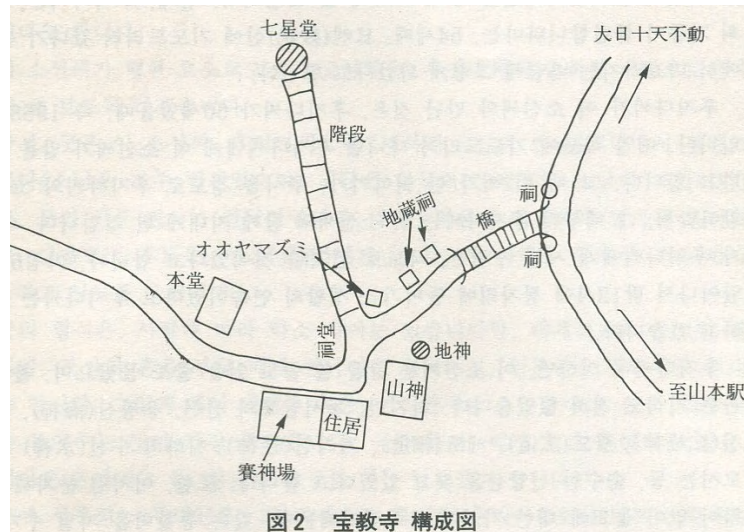 七星堂
大日十天不動
階段
地蔵祠
橋
祠
祠
オオヤマズミ
本堂
祠堂
地神
山神
住居
賽神場
至山本駅
図2 宝教寺 構成図